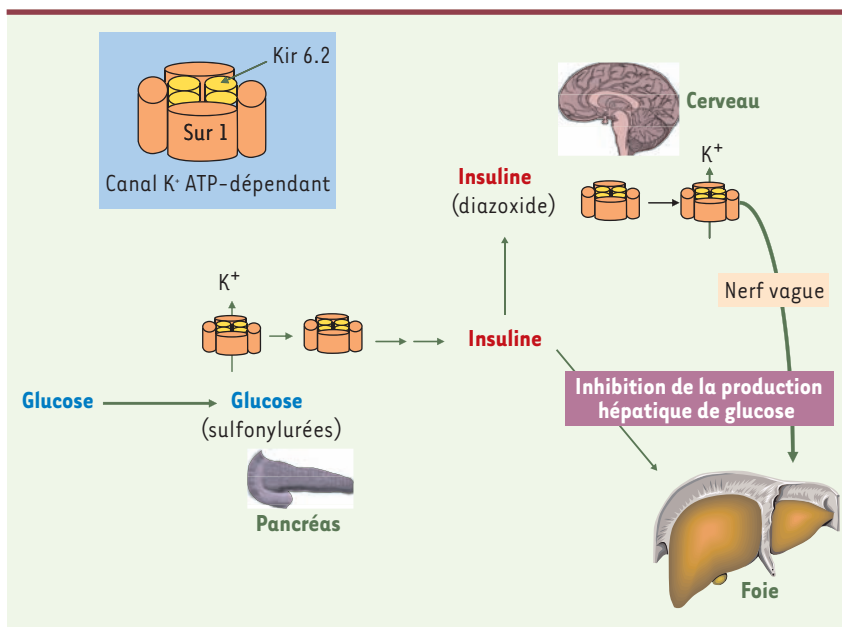 Kir 6.2
Sur 1
Canal K⁺ ATP-dépendant
Cerveau
K⁺
Insuline
(diazoxide)
Nerf vague
K⁺
Insuline
Inhibition de la production
hépatique de glucose
Glucose
Glucose
(sulfonylurées)
Pancréas
Foie